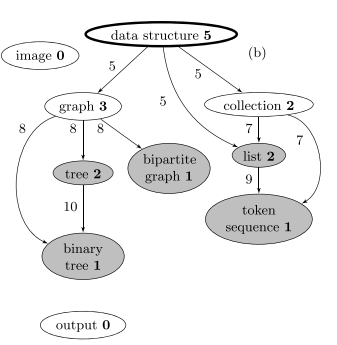 data structure 5
image 0
(b)
5
5
5
graph 3
collection 2
8
8
8
7
7
bipartite
graph 1
list 2
tree 2
9
10
token
sequence 1
binary
tree 1
output 0